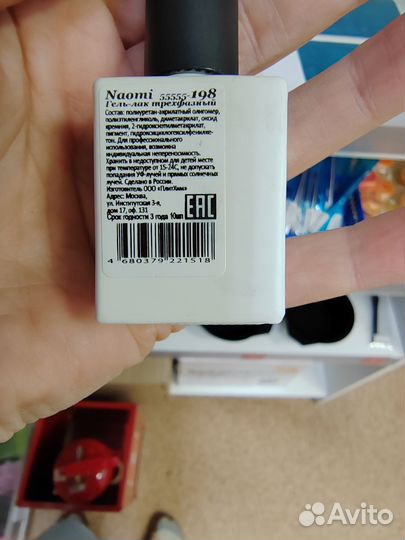 Naomi 55555-198
Гель-лак трехфазный
Состав: полиуретан-акрилатный олигомер,
полиэтиленгликоль, диметакрилат, оксид
кремния, 2-гидроксиэтилметакрилат,
пигмент, гидроксициклогексилфенилке-
тон. Для профессионального
использования, возможна
индивидуальная непереносимость.
Хранить в недоступном для детей месте
при температуре от 15-24С, не допускать
попадания УФ-лучей и прямых солнечных
лучей. Сделано в России.
Изготовитель ООО «ПлитХим»
Адрес: Москва,
ул. Институтская 3-я,
дом 17, оф. 131
Срок годности 3 года 10мл
EAC
4 680379 221518
Avito